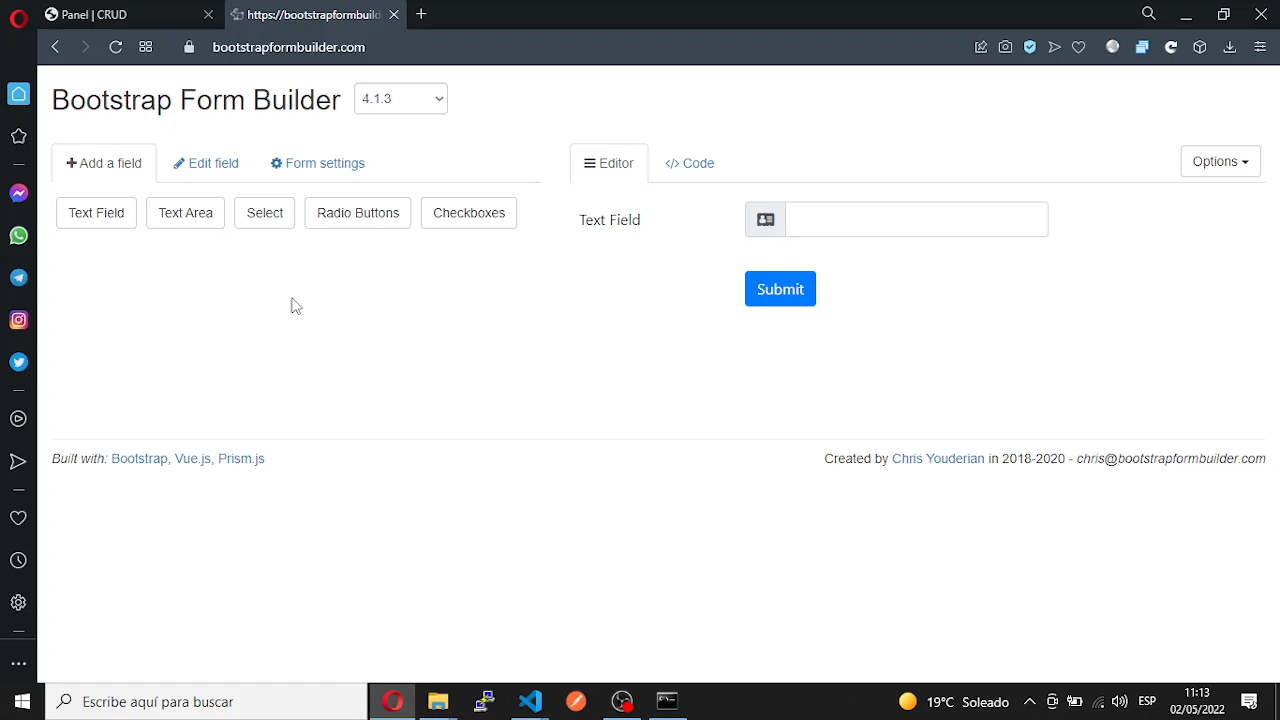 Panel | CRUD
https://bootstrapformbuild
bootstrapformbuilder.com
Bootstrap Form Builder
4.1.3
Add a field
Edit field
Form settings
Editor
</> Code
Options
Text Field
Text Area
Select
Radio Buttons
Checkboxes
Text Field
Submit
Built with: Bootstrap, Vue.js, Prism.js
Created by Chris Youderian in 2018-2020 - chris@bootstrapformbuilder.com
Escribe aquí para buscar
19°C Soleado
ESP
11:13
02/05/2022